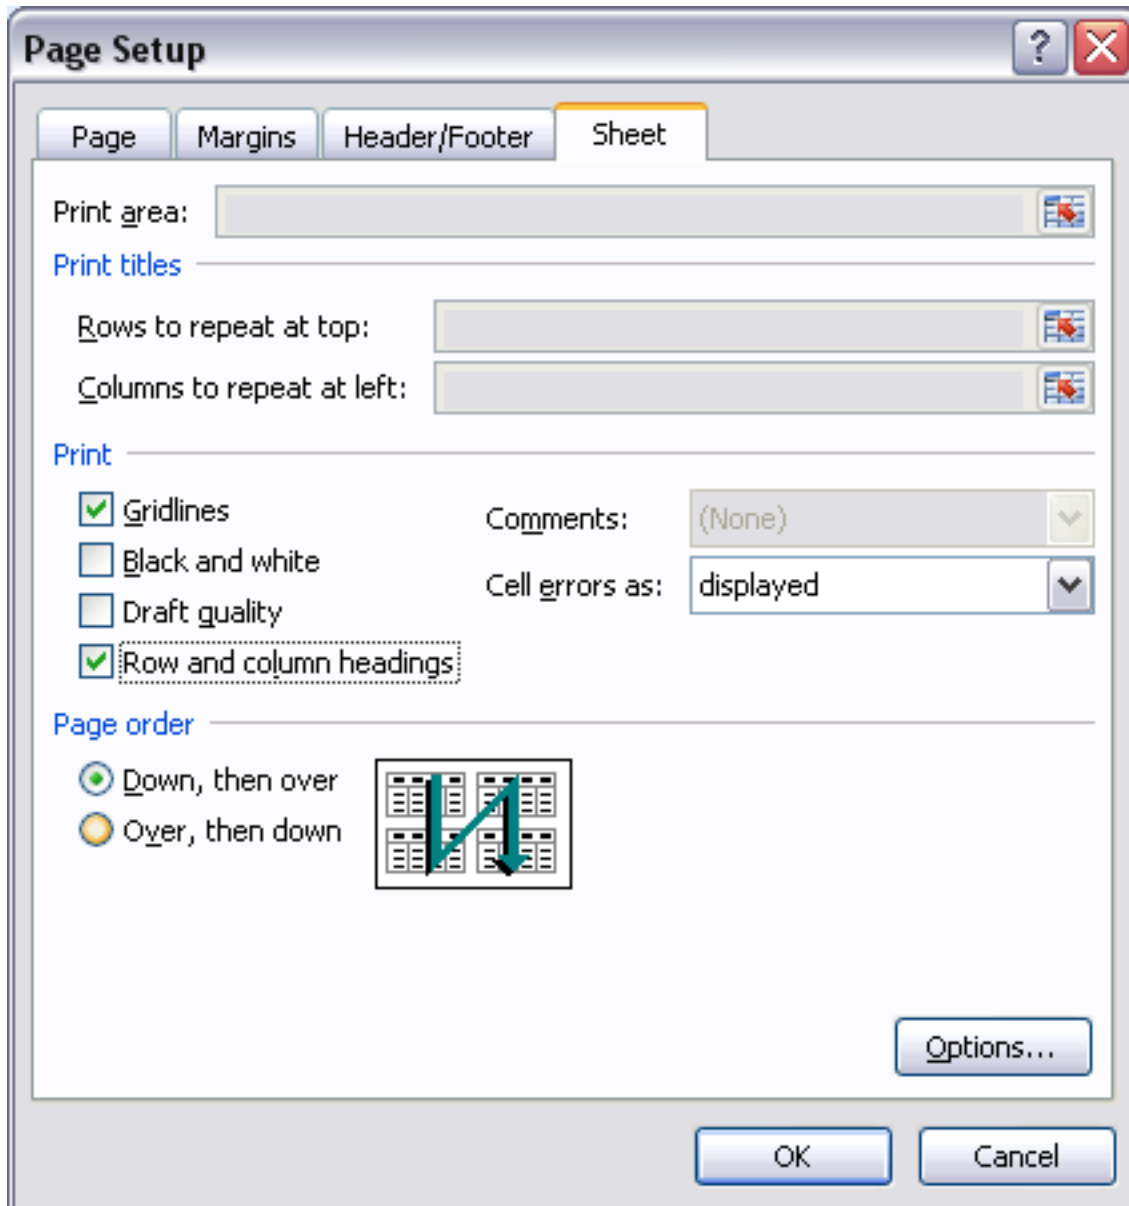 Page Setup
Page Margins Header/Footer Sheet
Print area:
Print titles
Rows to repeat at top:
Columns to repeat at left:
Print
Gridlines
Comments: (None)
Black and white
Cell errors as: displayed
Draft quality
Row and column headings
Page order
Down, then over
Over, then down
Options...
OK Cancel